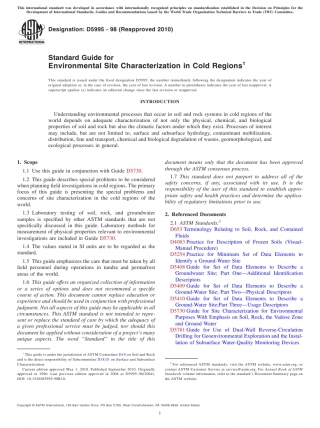 This international standard was developed in accordance with internationally recognized principles on standardization established in the Decision on Principles for the
Development of International Standards, Guides and Recommendations issued by the World Trade Organization Technical Barriers to Trade (TBT) Committee.
Designation: D5995 − 98 (Reapproved 2010)
INTERNATIONAL
Standard Guide for
Environmental Site Characterization in Cold Regions1
This standard is issued under the fixed designation D5995; the number immediately following the designation indicates the year of
original adoption or, in the case of revision, the year of last revision. A number in parentheses indicates the year of last reapproval. A
superscript epsilon (ε) indicates an editorial change since the last revision or reapproval.
INTRODUCTION
Understanding environmental processes that occur in soil and rock systems in cold regions of the
world depends on adequate characterization of not only the physical, chemical, and biological
properties of soil and rock but also the climatic factors under which they exist. Processes of interest
may include, but are not limited to, surface and subsurface hydrology, contaminant mobilization,
distribution, fate and transport, chemical and biological degradation of wastes, geomorphological, and
ecological processes in general.
1. Scope
1.1 Use this guide in conjunction with Guide D5730.
1.2 This guide describes special problems to be considered
when planning field investigations in cold regions. The primary
focus of this guide is presenting the special problems and
concerns of site characterization in the cold regions of the
world.
1.3 Laboratory testing of soil, rock, and groundwater
samples is specified by other ASTM standards that are not
specifically discussed in this guide. Laboratory methods for
measurement of physical properties relevant to environmental
investigations are included in Guide D5730.
1.4 The values stated in SI units are to be regarded as the
standard.
1.5 This guide emphasizes the care that must be taken by all
field personnel during operations in tundra and permafrost
areas of the world.
1.6 This guide offers an organized collection of information
or a series of options and does not recommend a specific
course of action. This document cannot replace education or
experience and should be used in conjunction with professional
judgment. Not all aspects of this guide may be applicable in all
circumstances. This ASTM standard is not intended to repre-
sent or replace the standard of care by which the adequacy of
a given professional service must be judged, nor should this
document be applied without consideration of a project's many
unique aspects. The word "Standard" in the title of this
1 This guide is under the jurisdiction of ASTM Committee D18 on Soil and Rock
and is the direct responsibility of Subcommittee D18.01 on Surface and Subsurface
Characterization.
Current edition approved May 1, 2010. Published September 2010. Originally
approved in 1996. Last previous edition approved in 2004 as D5995–98(2004).
DOI: 10.1520/D5995-98R10.
document means only that the document has been approved
through the ASTM consensus process.
1.7 This standard does not purport to address all of the
safety concerns, if any, associated with its use. It is the
responsibility of the user of this standard to establish appro-
priate safety and health practices and determine the applica-
bility of regulatory limitations prior to use.
2. Referenced Documents
2.1 ASTM Standards:2
D653 Terminology Relating to Soil, Rock, and Contained
Fluids
D4083 Practice for Description of Frozen Soils (Visual-
Manual Procedure)
D5254 Practice for Minimum Set of Data Elements to
Identify a Ground-Water Site
D5408 Guide for Set of Data Elements to Describe a
Groundwater Site; Part One—Additional Identification
Descriptors
D5409 Guide for Set of Data Elements to Describe a
Ground-Water Site;Part Two—Physical Descriptors
D5410 Guide for Set of Data Elements to Describe a
Ground-Water Site;Part Three—Usage Descriptors
D5730 Guide for Site Characterization for Environmental
Purposes With Emphasis on Soil, Rock, the Vadose Zone
and Ground Water
D5781 Guide for Use of Dual-Wall Reverse-Circulation
Drilling for Geoenvironmental Exploration and the Instal-
lation of Subsurface Water-Quality Monitoring Devices
2 For referenced ASTM standards, visit the ASTM website, www.astm.org, or
contact ASTM Customer Service at service@astm.org. For Annual Book of ASTM
Standards volume information, refer to the standard's Document Summary page on
the ASTM website.
Copyright © ASTM International, 100 Barr Harbor Drive, PO Box C700, West Conshohocken, PA 19428-2959. United States
1